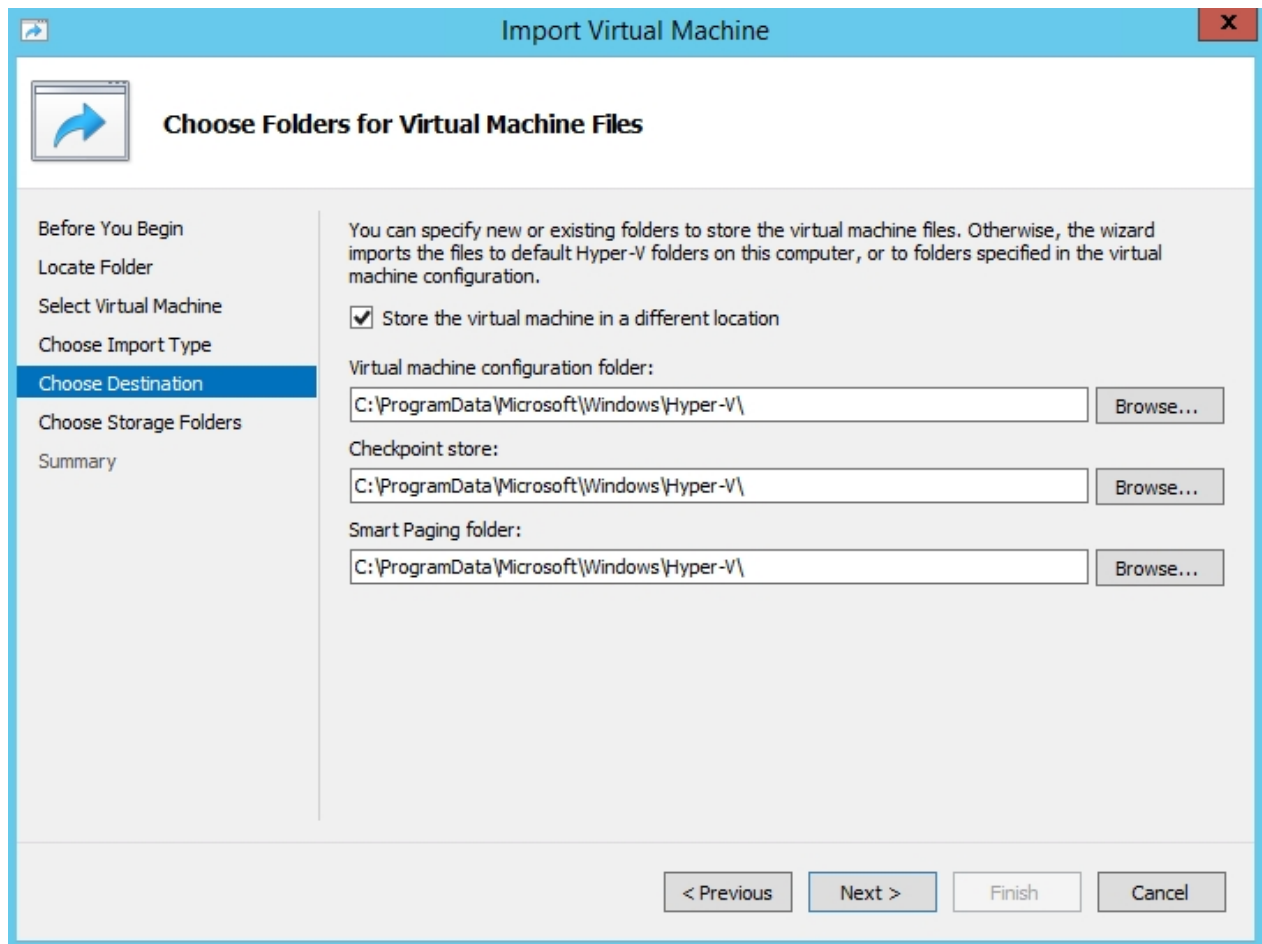 Import Virtual Machine
x
Choose Folders for Virtual Machine Files
Before You Begin
Locate Folder
Select Virtual Machine
Choose Import Type
Choose Destination
Choose Storage Folders
Summary
You can specify new or existing folders to store the virtual machine files. Otherwise, the wizard
imports the files to default Hyper-V folders on this computer, or to folders specified in the virtual
machine configuration.
Store the virtual machine in a different location
Virtual machine configuration folder:
C:\ProgramData\Microsoft\Windows\Hyper-V\
Browse...
Checkpoint store:
C:\ProgramData\Microsoft\Windows\Hyper-V\
Browse...
Smart Paging folder:
C:\ProgramData\Microsoft\Windows\Hyper-V\
Browse...
< Previous
Next >
Finish
Cancel